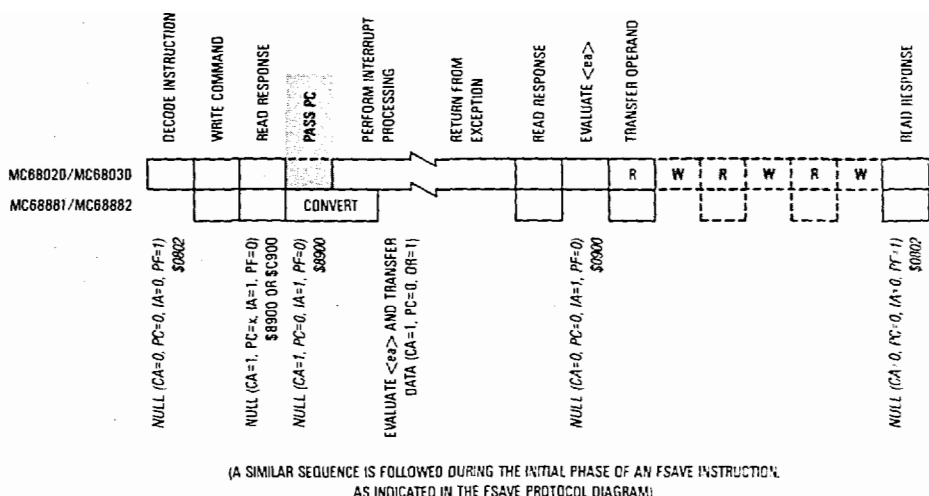 DECODE INSTRUCTION
WRITE COMMAND
READ RESPONSE
PASS PC
PERFORM INTERRUPT
PROCESSING
RETURN FROM
EXCEPTION
READ RESPONSE
EVALUATE <ea>
TRANSFER OPERAND
READ RESPONSE
MC68020/MC68030
R W R W R W
MC68881/MC68882
CONVERT
NULL (CA=0, PC=0, IA=0, PF=1)
$0802
NULL (CA=1, PC=x, IA=1, PF=0)
$8900 OR $C900
NULL (CA=1, PC=0, IA=1, PF=0)
$8900
EVALUATE <ea> AND TRANSFER
DATA (CA=1, PC=0, DR=1)
NULL (CA=0, PC=0, IA=1, PF=0)
$0900
NULL (CA=0, PC=0, IA=0, PF=1)
$0802
(A SIMILAR SEQUENCE IS FOLLOWED DURING THE INITIAL PHASE OF AN FSAVE INSTRUCTION,
AS INDICATED IN THE FSAVE PROTOCOL DIAGRAM)